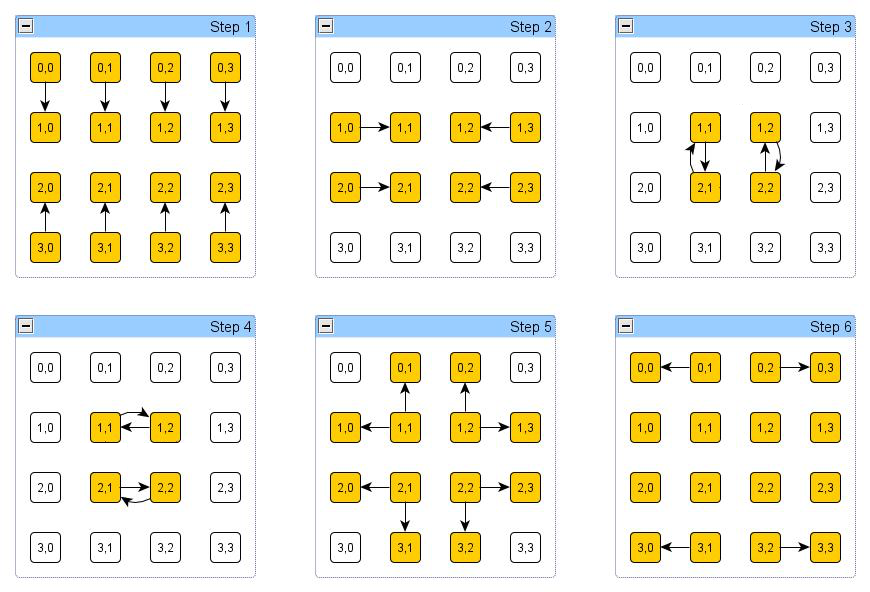 Step 1
0,0 0,1 0,2 0,3
1,0 1,1 1,2 1,3
2,0 2,1 2,2 2,3
3,0 3,1 3,2 3,3
Step 2
0,0 0,1 0,2 0,3
1,0 1,1 1,2 1,3
2,0 2,1 2,2 2,3
3,0 3,1 3,2 3,3
Step 3
0,0 0,1 0,2 0,3
1,0 1,1 1,2 1,3
2,0 2,1 2,2 2,3
3,0 3,1 3,2 3,3
Step 4
0,0 0,1 0,2 0,3
1,0 1,1 1,2 1,3
2,0 2,1 2,2 2,3
3,0 3,1 3,2 3,3
Step 5
0,0 0,1 0,2 0,3
1,0 1,1 1,2 1,3
2,0 2,1 2,2 2,3
3,0 3,1 3,2 3,3
Step 6
0,0 0,1 0,2 0,3
1,0 1,1 1,2 1,3
2,0 2,1 2,2 2,3
3,0 3,1 3,2 3,3